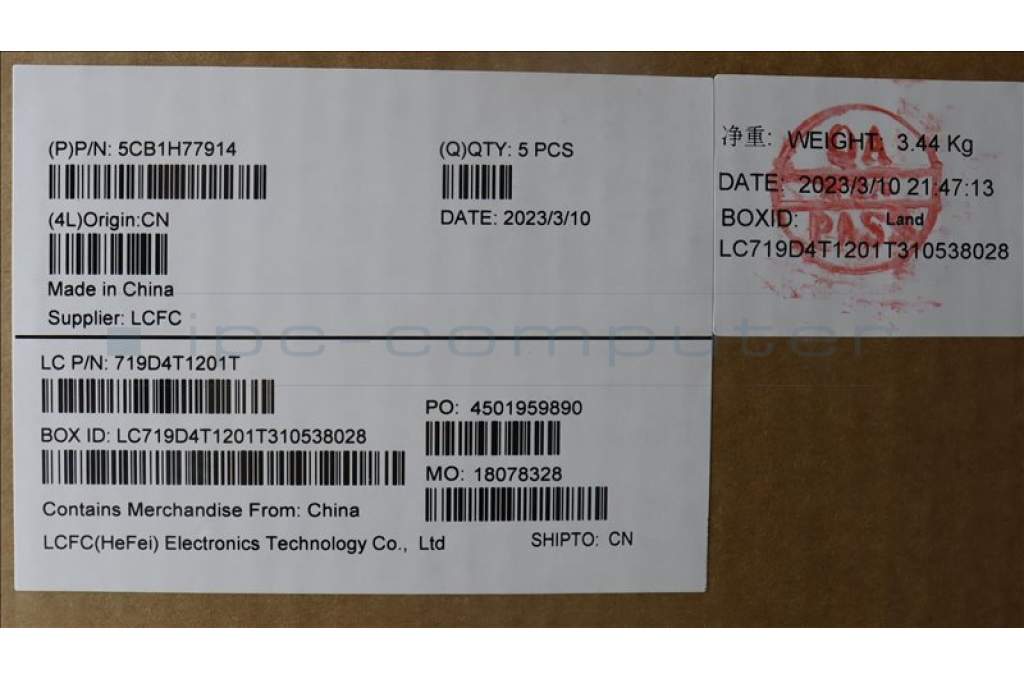 (P)P/N: 5CB1H77914
(Q)QTY: 5 PCS
(4L)Origin:CN
DATE: 2023/3/10
Made in China
Supplier: LCFC
净重: WEIGHT: 3.44 Kg
DATE: 2023/3/10 21:47:13
BOXID: Land
LC719D4T1201T310538028
QA
PASS
ipc-computer
LC P/N: 719D4T1201T
PO: 4501959890
BOX ID: LC719D4T1201T310538028
MO: 18078328
Contains Merchandise From: China
LCFC(HeFei) Electronics Technology Co., Ltd
SHIPTO: CN